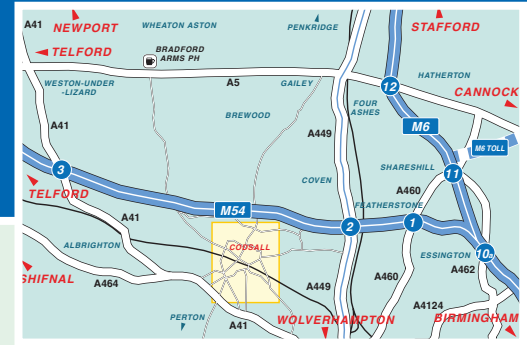 A41
NEWPORT
WHEATON ASTON
PENKRIDGE
STAFFORD
TELFORD
BRADFORD
ARMS PH
WESTON-UNDER
-LIZARD
A5
GAILEY
HATHERTON
12
CANNOCK
FOUR
ASHES
BREWOOD
A41
A449
M6
M6 TOLL
3
SHARESHILL
11
COVEN
TELFORD
A460
M54
FEATHERSTONE
A41
2
1
ALBRIGHTON
CODSALL
ESSINGTON
10a
SHIFNAL
A464
A449
A460
A462
A4124
PERTON
A41
WOLVERHAMPTON
BIRMINGHAM